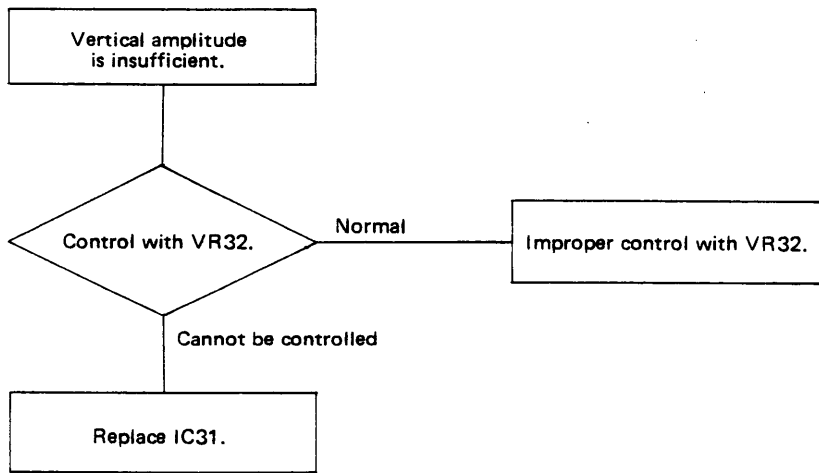 Vertical amplitude
is insufficient.
Control with VR32.
Normal
Improper control with VR32.
Cannot be controlled
Replace IC31.